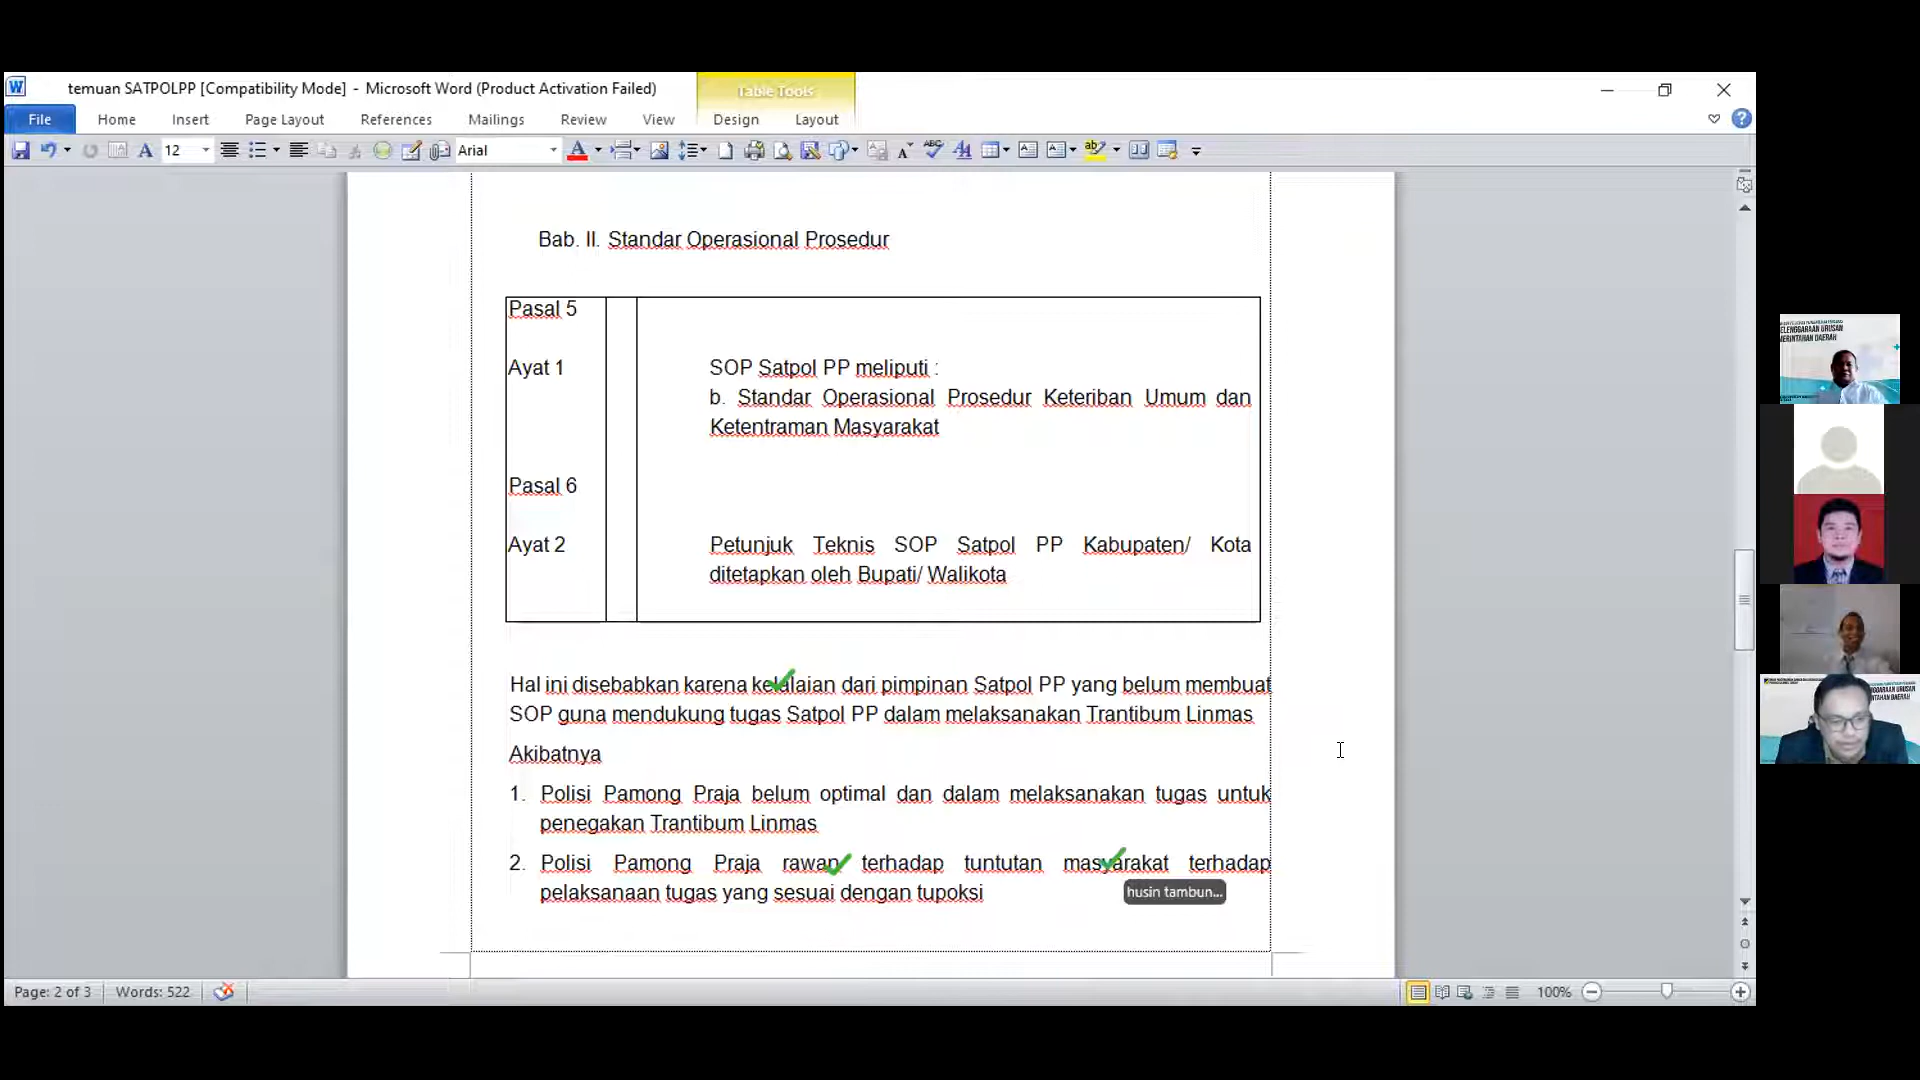 temuan SATPOLPP [Compatibility Mode] - Microsoft Word (Product Activation Failed)
Table Tools
File Home Insert Page Layout References Mailings Review View Design Layout
12 Arial
Bab. II. Standar Operasional Prosedur
Pasal 5
Ayat 1 SOP Satpol PP meliputi :
b. Standar Operasional Prosedur Keteriban Umum dan
Ketentraman Masyarakat
Pasal 6
Ayat 2 Petunjuk Teknis SOP Satpol PP Kabupaten/ Kota
ditetapkan oleh Bupati/ Walikota
Hal ini disebabkan karena kelalaian dari pimpinan Satpol PP yang belum membuat
SOP guna mendukung tugas Satpol PP dalam melaksanakan Trantibum Linmas
Akibatnya
1. Polisi Pamong Praja belum optimal dan dalam melaksanakan tugas untuk
penegakan Trantibum Linmas
2. Polisi Pamong Praja rawan terhadap tuntutan masyarakat terhadap
pelaksanaan tugas yang sesuai dengan tupoksi
husin tambun...
Page: 2 of 3 Words: 522 100%
ELENGGARAAN URUSAN
MERINTAHAN DAERAH